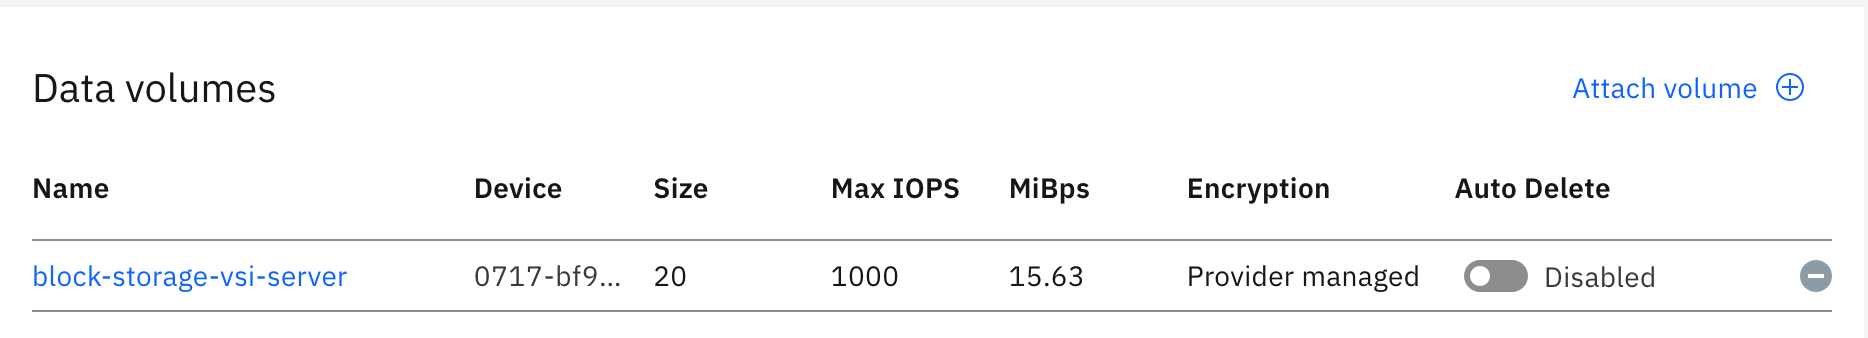 Data volumes
Attach volume
Name Device Size Max IOPS MiBps Encryption Auto Delete
block-storage-vsi-server 0717-bf9... 20 1000 15.63 Provider managed Disabled